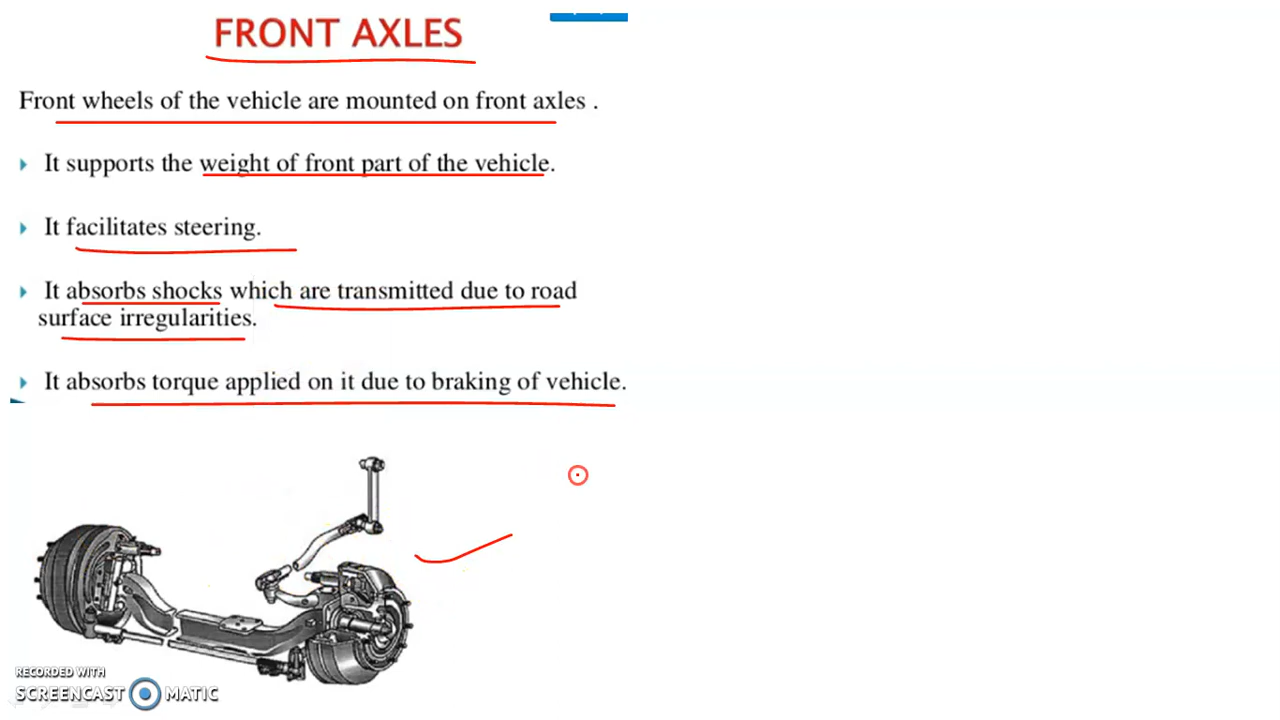 FRONT AXLES
Front wheels of the vehicle are mounted on front axles .
It supports the weight of front part of the vehicle.
It facilitates steering.
It absorbs shocks which are transmitted due to road
surface irregularities.
It absorbs torque applied on it due to braking of vehicle.
RECORDED WITH
SCREENCAST MATIC